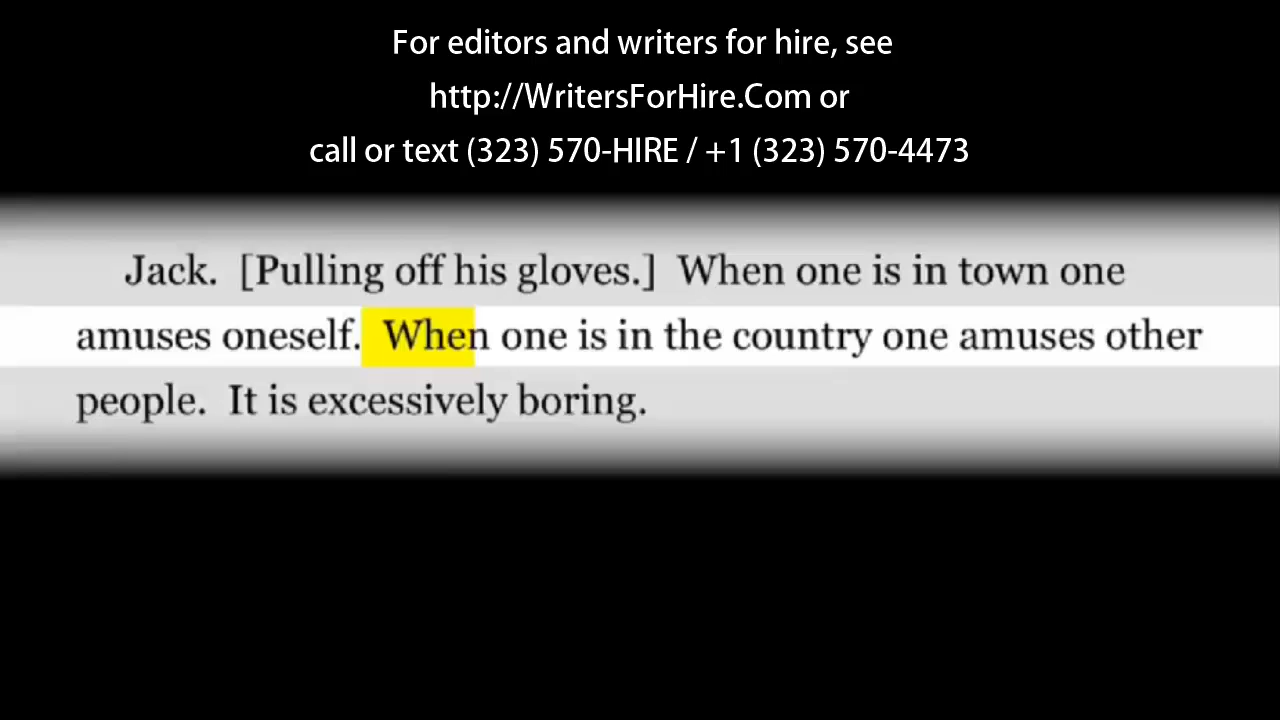 For editors and writers for hire, see
http://WritersForHire.Com or
call or text (323) 570-HIRE / +1 (323) 570-4473
Jack.  [Pulling off his gloves.]  When one is in town one
amuses oneself.  When one is in the country one amuses other
people.  It is excessively boring.